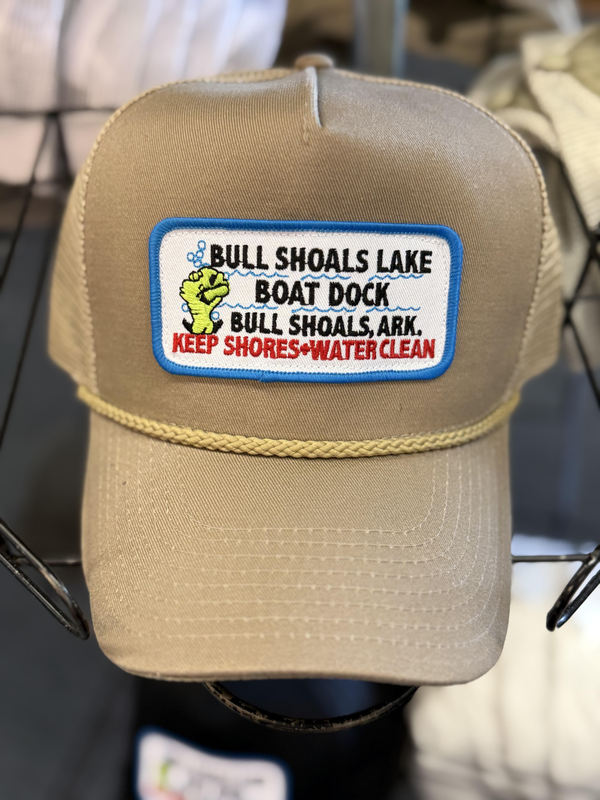 BULL SHOALS LAKE
BOAT DOCK
BULL SHOALS, ARK.
KEEP SHORES+WATER CLEAN